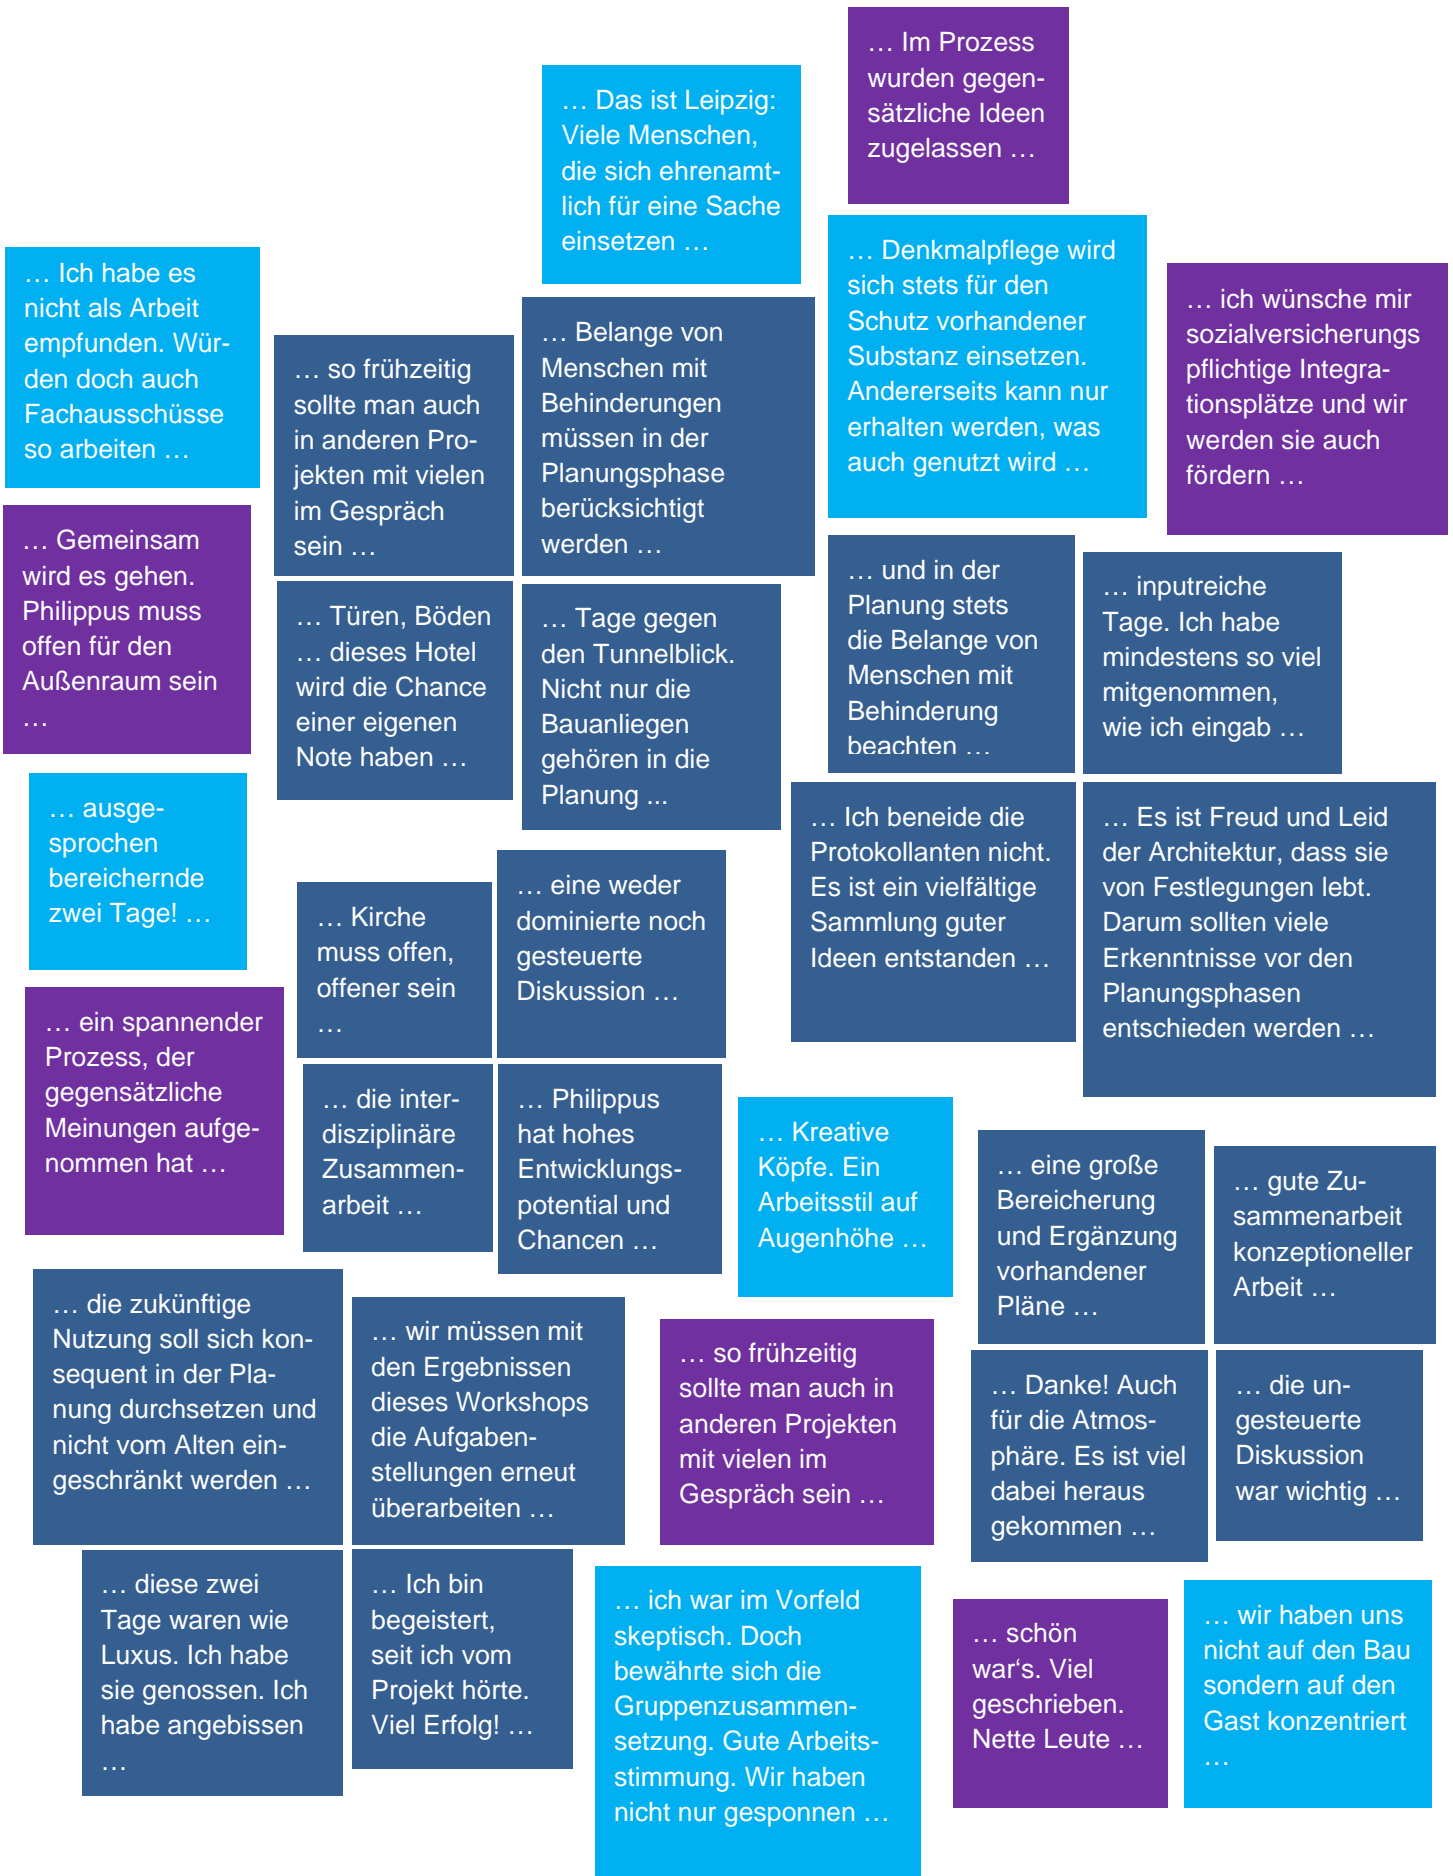 … Im Prozess
wurden gegen-
sätzliche Ideen
zugelassen …
… Das ist Leipzig:
Viele Menschen,
die sich ehrenamt-
lich für eine Sache
einsetzen …
… Denkmalpflege wird
sich stets für den
Schutz vorhandener
Substanz einsetzen.
Andererseits kann nur
erhalten werden, was
auch genutzt wird …
… Ich habe es
nicht als Arbeit
empfunden. Wür-
den doch auch
Fachausschüsse
so arbeiten …
… ich wünsche mir
sozialversicherungs
pflichtige Integra-
tionsplätze und wir
werden sie auch
fördern …
… so frühzeitig
sollte man auch
in anderen Pro-
jekten mit vielen
im Gespräch
sein …
… Belange von
Menschen mit
Behinderungen
müssen in der
Planungsphase
berücksichtigt
werden …
… Gemeinsam
wird es gehen.
Philippus muss
offen für den
Außenraum sein
…
… Türen, Böden
… dieses Hotel
wird die Chance
einer eigenen
Note haben …
… Tage gegen
den Tunnelblick.
Nicht nur die
Bauanliegen
gehören in die
Planung ...
… und in der
Planung stets
die Belange von
Menschen mit
Behinderung
beachten …
… inputreiche
Tage. Ich habe
mindestens so viel
mitgenommen,
wie ich eingab …
… ausge-
sprochen
bereichernde
zwei Tage! …
… Kirche
muss offen,
offener sein
…
… eine weder
dominierte noch
gesteuerte
Diskussion …
… Ich beneide die
Protokollanten nicht.
Es ist ein vielfältige
Sammlung guter
Ideen entstanden …
… Es ist Freud und Leid
der Architektur, dass sie
von Festlegungen lebt.
Darum sollten viele
Erkenntnisse vor den
Planungsphasen
entschieden werden …
… ein spannender
Prozess, der
gegensätzliche
Meinungen aufge-
nommen hat …
… die inter-
disziplinäre
Zusammen-
arbeit …
… Philippus
hat hohes
Entwicklungs-
potential und
Chancen …
… Kreative
Köpfe. Ein
Arbeitsstil auf
Augenhöhe …
… eine große
Bereicherung
und Ergänzung
vorhandener
Pläne …
… gute Zu-
sammenarbeit
konzeptioneller
Arbeit …
… die zukünftige
Nutzung soll sich kon-
sequent in der Pla-
nung durchsetzen und
nicht vom Alten ein-
geschränkt werden …
… wir müssen mit
den Ergebnissen
dieses Workshops
die Aufgaben-
stellungen erneut
überarbeiten …
… so frühzeitig
sollte man auch in
anderen Projekten
mit vielen im
Gespräch sein …
… Danke! Auch
für die Atmos-
phäre. Es ist viel
dabei heraus
gekommen …
… die un-
gesteuerte
Diskussion
war wichtig …
… diese zwei
Tage waren wie
Luxus. Ich habe
sie genossen. Ich
habe angebissen
…
… Ich bin
begeistert,
seit ich vom
Projekt hörte.
Viel Erfolg! …
… ich war im Vorfeld
skeptisch. Doch
bewährte sich die
Gruppenzusammen-
setzung. Gute Arbeits-
stimmung. Wir haben
nicht nur gesponnen …
… schön
war‘s. Viel
geschrieben.
Nette Leute …
… wir haben uns
nicht auf den Bau
sondern auf den
Gast konzentriert
…